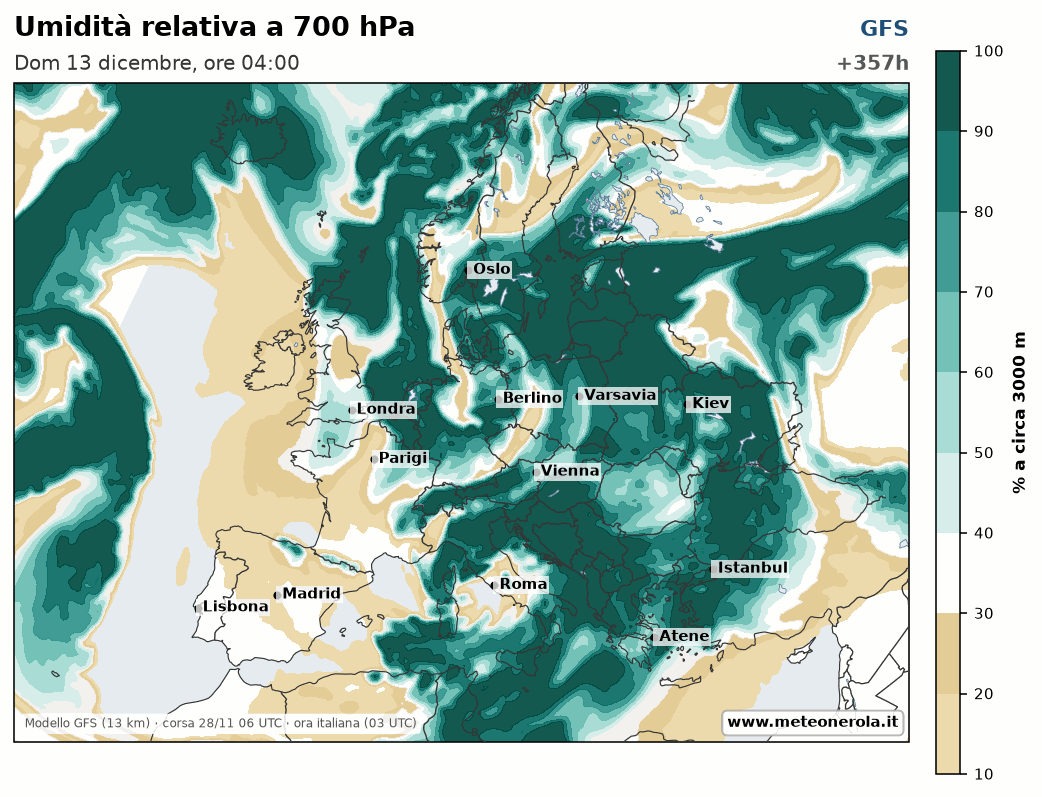 Umidità relativa a 700 hPa
GFS
Dom 13 dicembre, ore 04:00
+357h
Oslo
Londra
Berlino
Varsavia
Kiev
Parigi
Vienna
Istanbul
Roma
Madrid
Lisbona
Atene
Modello GFS (13 km) · corsa 28/11 06 UTC · ora italiana (03 UTC)
www.meteonerola.it
100
90
80
70
60
50
40
30
20
10
% a circa 3000 m